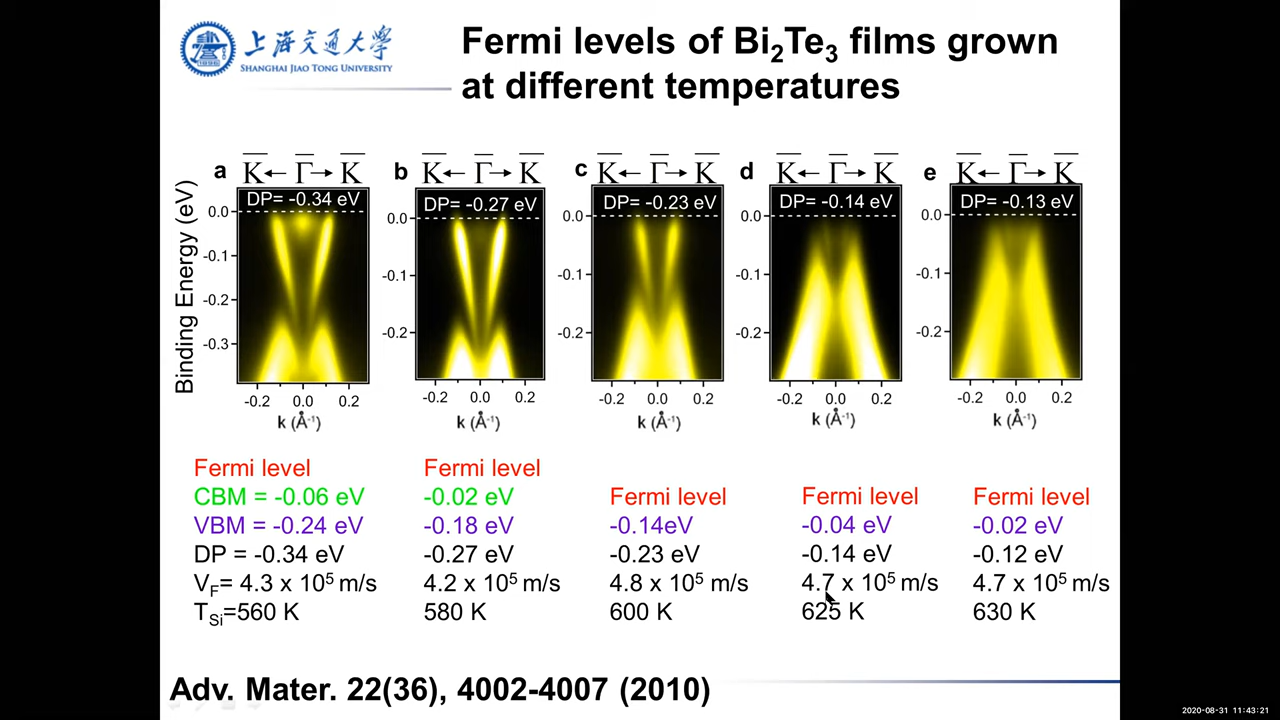 上海交通大学
SHANGHAI JIAO TONG UNIVERSITY
1896
Fermi levels of Bi₂Te₃ films grown
at different temperatures
a K̅ ← Γ̅ → K̅
b K̅ ← Γ̅ → K̅
c K̅ ← Γ̅ → K̅
d K̅ ← Γ̅ → K̅
e K̅ ← Γ̅ → K̅
Binding Energy (eV)
DP= -0.34 eV
0.0
-0.1
-0.2
-0.3
-0.2 0.0 0.2
k (Å⁻¹)
DP= -0.27 eV
0.0
-0.1
-0.2
-0.2 0.0 0.2
k (Å⁻¹)
DP= -0.23 eV
0.0
-0.1
-0.2
-0.2 0.0 0.2
k (Å⁻¹)
DP= -0.14 eV
0.0
-0.1
-0.2
-0.2 0.0 0.2
k (Å⁻¹)
DP= -0.13 eV
0.0
-0.1
-0.2
-0.2 0.0 0.2
k (Å⁻¹)
Fermi level
CBM = -0.06 eV
VBM = -0.24 eV
DP = -0.34 eV
V_F= 4.3 x 10⁵ m/s
T_Si=560 K
Fermi level
-0.02 eV
-0.18 eV
-0.27 eV
4.2 x 10⁵ m/s
580 K
Fermi level
-0.14eV
-0.23 eV
4.8 x 10⁵ m/s
600 K
Fermi level
-0.04 eV
-0.14 eV
4.7 x 10⁵ m/s
625 K
Fermi level
-0.02 eV
-0.12 eV
4.7 x 10⁵ m/s
630 K
Adv. Mater. 22(36), 4002-4007 (2010)
2020-08-31 11:43:21